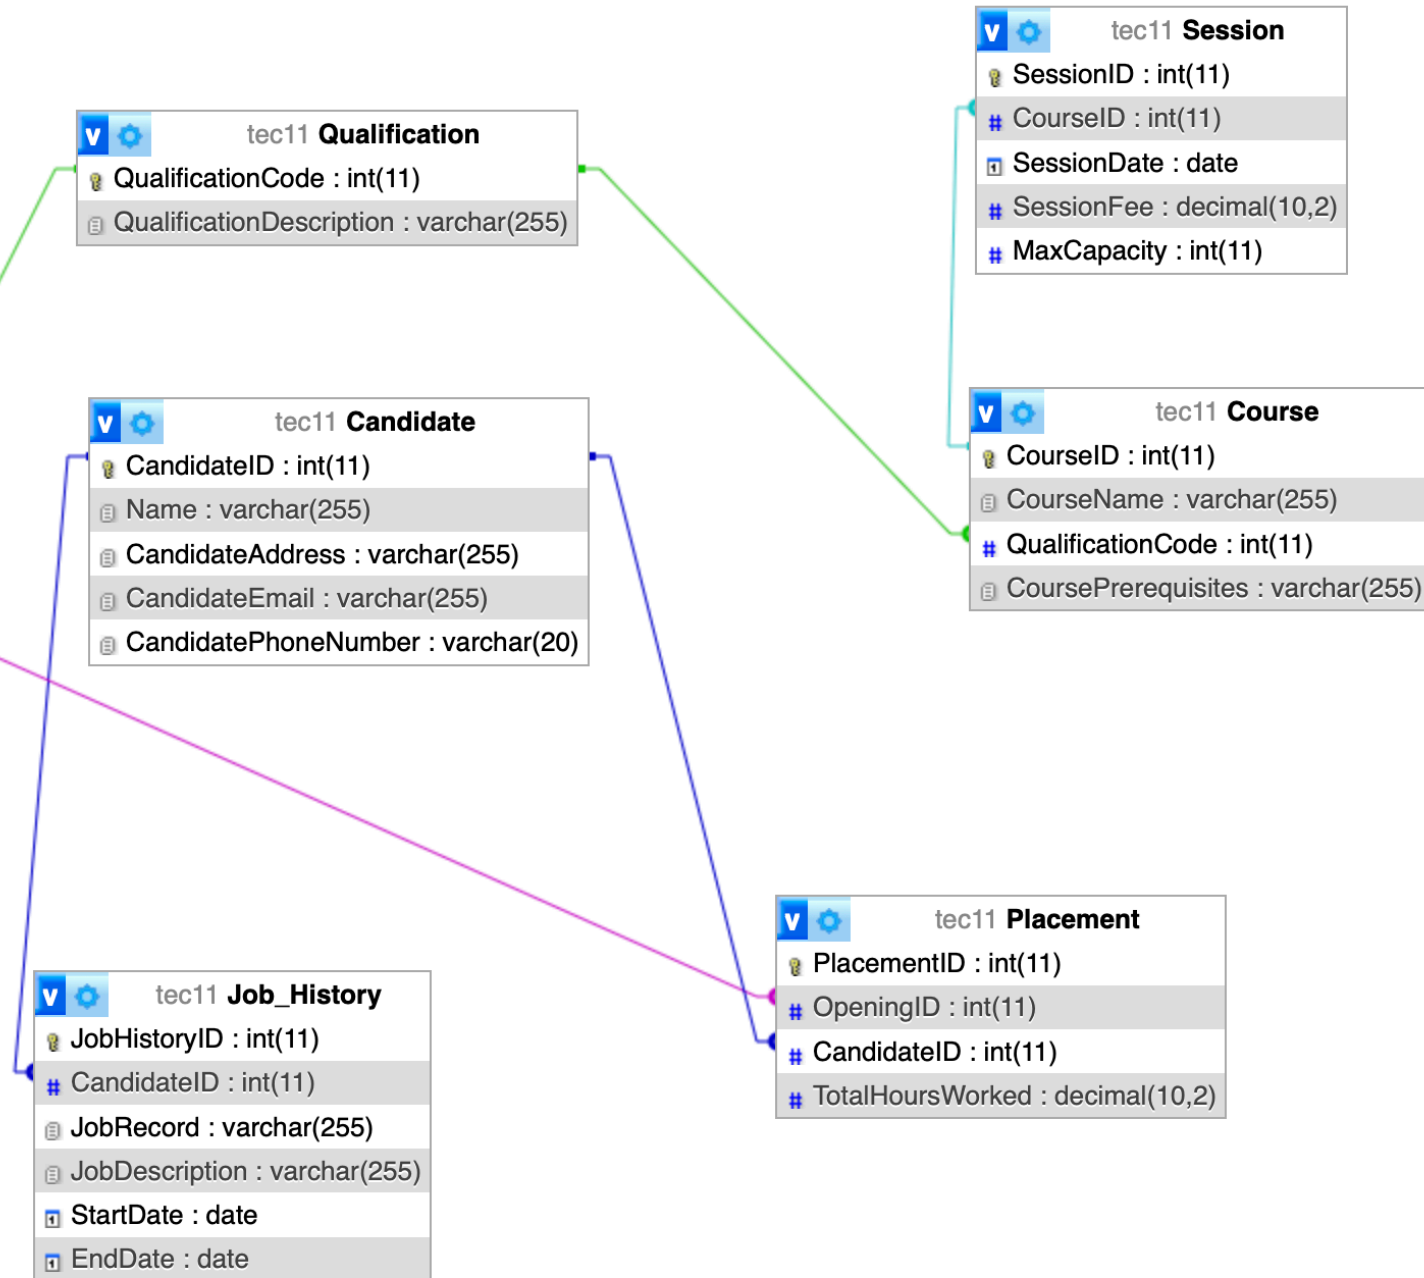 v tec11 Session
SessionID : int(11)
# CourseID : int(11)
SessionDate : date
# SessionFee : decimal(10,2)
# MaxCapacity : int(11)
v tec11 Qualification
QualificationCode : int(11)
QualificationDescription : varchar(255)
v tec11 Candidate
CandidateID : int(11)
Name : varchar(255)
CandidateAddress : varchar(255)
CandidateEmail : varchar(255)
CandidatePhoneNumber : varchar(20)
v tec11 Course
CourseID : int(11)
CourseName : varchar(255)
# QualificationCode : int(11)
CoursePrerequisites : varchar(255)
v tec11 Placement
PlacementID : int(11)
# OpeningID : int(11)
# CandidateID : int(11)
# TotalHoursWorked : decimal(10,2)
v tec11 Job_History
JobHistoryID : int(11)
# CandidateID : int(11)
JobRecord : varchar(255)
JobDescription : varchar(255)
StartDate : date
EndDate : date